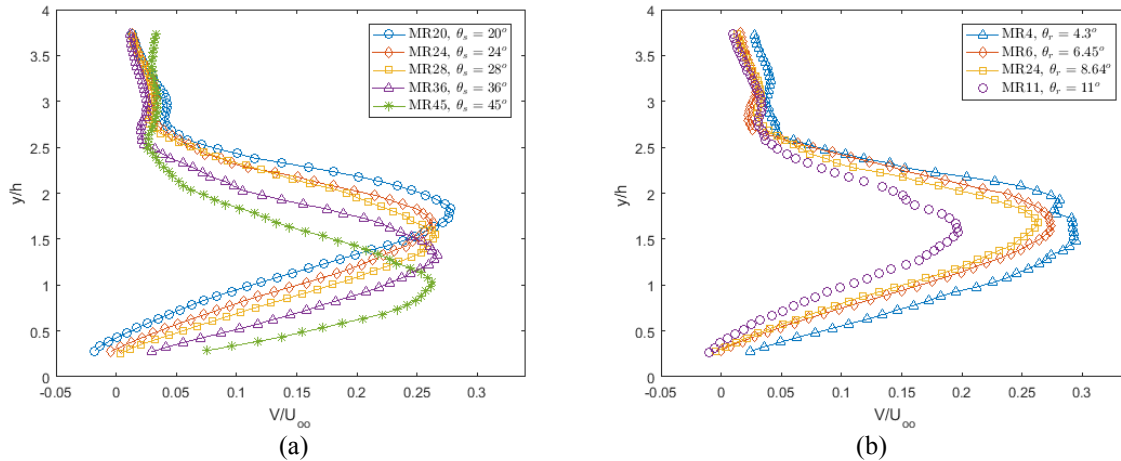 4
3.5
3
2.5
2
1.5
1
0.5
0
y/h
-0.05 0 0.05 0.1 0.15 0.2 0.25 0.3
V/U∞
MR20, θs = 20°
MR24, θs = 24°
MR28, θs = 28°
MR36, θs = 36°
MR45, θs = 45°
(a)
4
3.5
3
2.5
2
1.5
1
0.5
0
y/h
-0.05 0 0.05 0.1 0.15 0.2 0.25 0.3
V/U∞
MR4, θr = 4.3°
MR6, θr = 6.45°
MR24, θr = 8.64°
MR11, θr = 11°
(b)